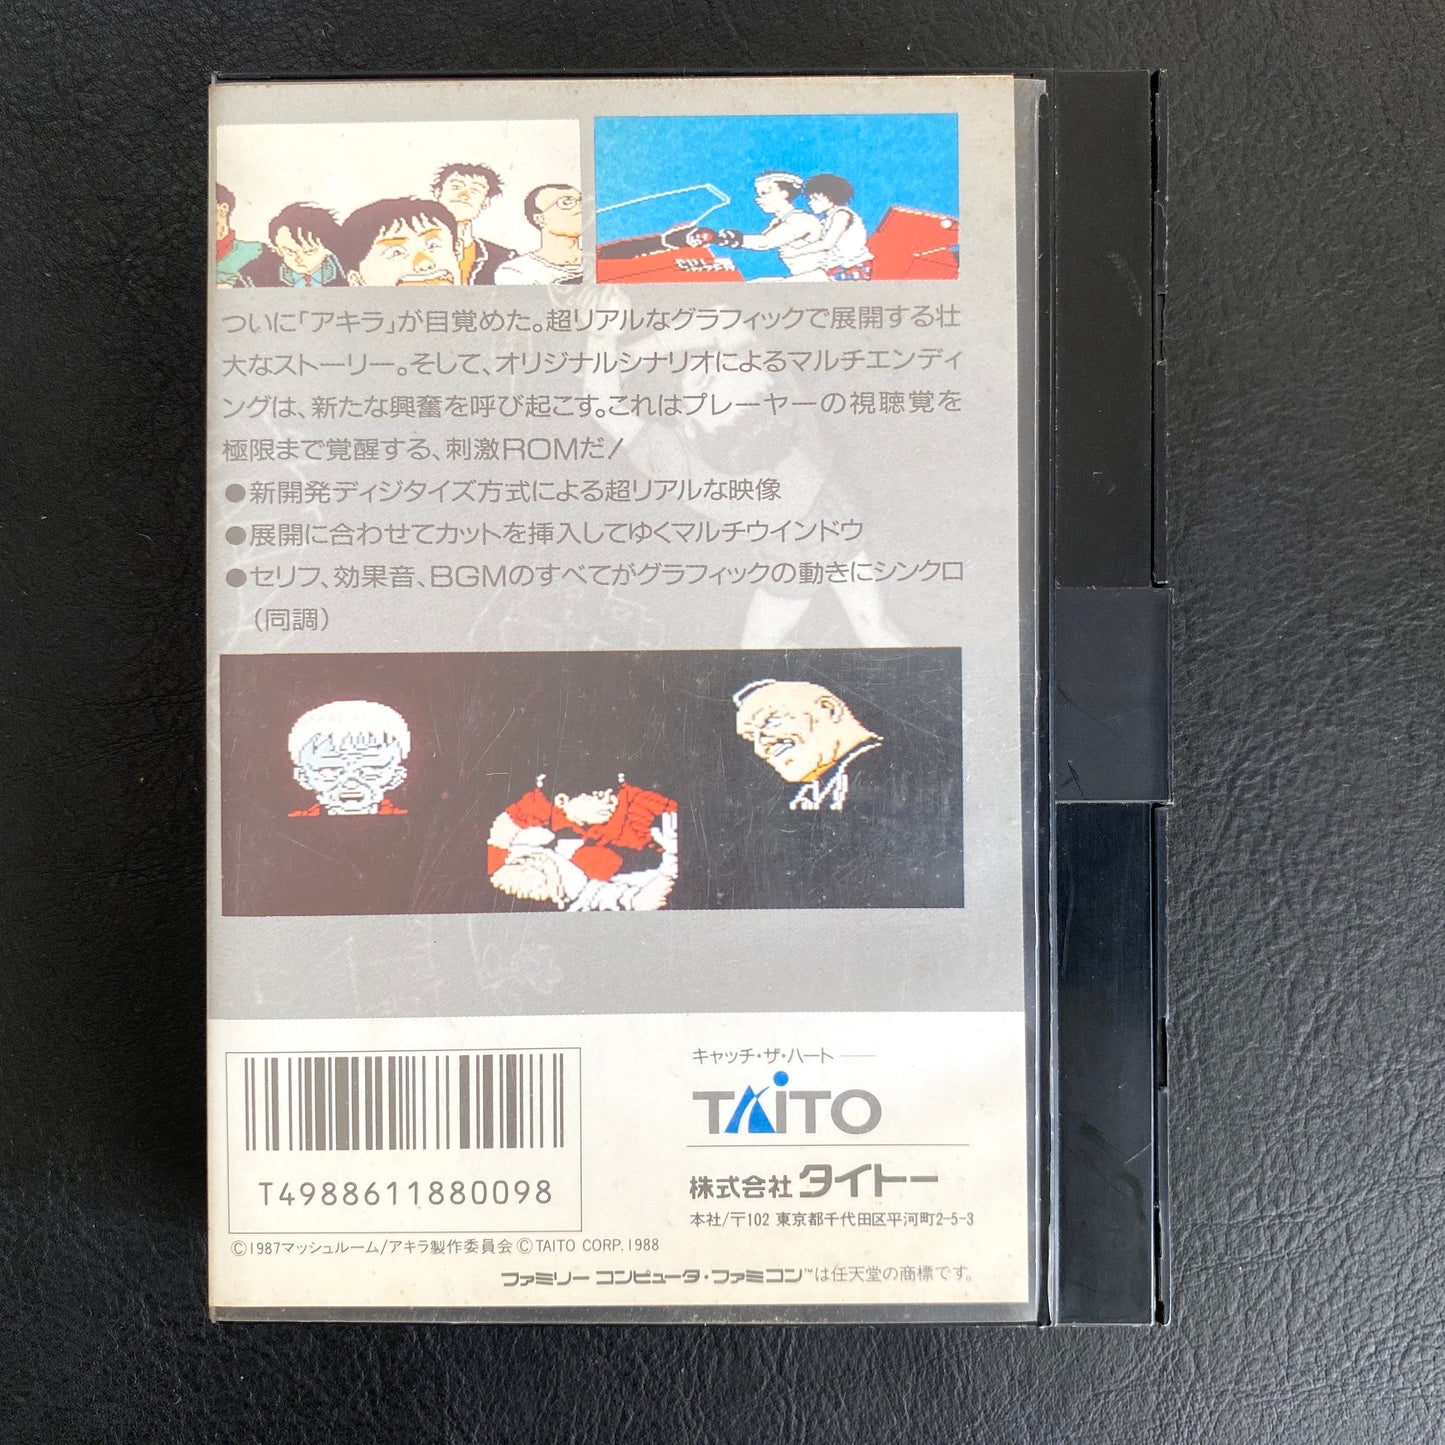 ついに「アキラ」が目覚めた。超リアルなグラフィックで展開する壮
大なストーリー。そして、オリジナルシナリオによるマルチエンディ
ングは、新たな興奮を呼び起こす。これはプレーヤーの視聴覚を
極限まで覚醒する、刺激ROMだ!
●新開発ディジタイズ方式による超リアルな映像
●展開に合わせてカットを挿入してゆくマルチウインドウ
●セリフ、効果音、BGMのすべてがグラフィックの動きにシンクロ
(同調)
T4988611880098
キャッチ・ザ・ハート
TAITO
株式会社タイトー
本社/〒102 東京都千代田区平河町2-5-3
©1987マッシュルーム/アキラ製作委員会 © TAITO CORP. 1988
ファミリーコンピュータ・ファミコン™は任天堂の商標です。